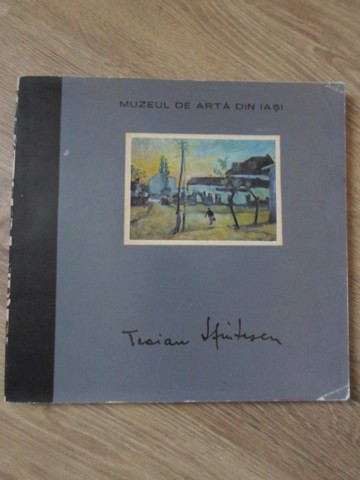 MUZEUL DE ARTĂ DIN IAŞI
Traian Sfinţescu